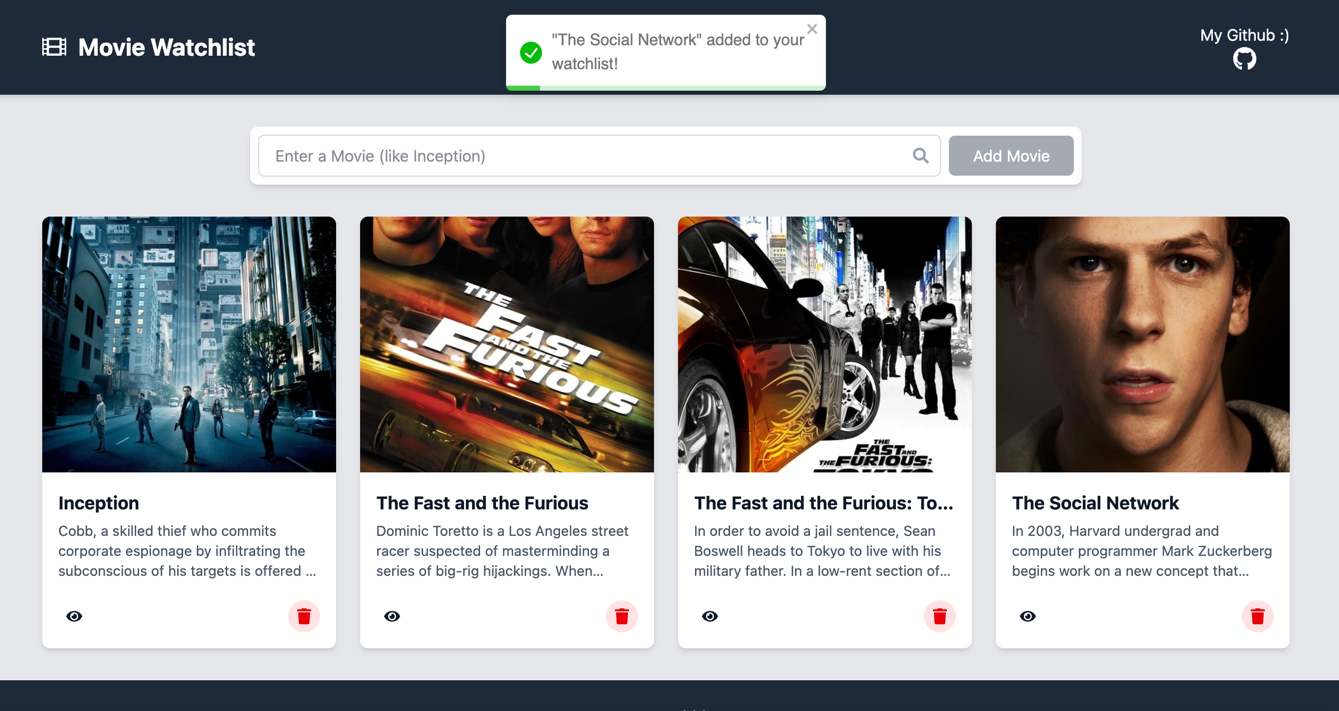 Movie Watchlist
"The Social Network" added to your
watchlist!
My Github :)
Enter a Movie (like Inception)
Add Movie
THE
FAST
AND THE
FURIOUS
THE
FAST
AND THE
FURIOUS:
TOKYO
Inception
Cobb, a skilled thief who commits
corporate espionage by infiltrating the
subconscious of his targets is offered ...
The Fast and the Furious
Dominic Toretto is a Los Angeles street
racer suspected of masterminding a
series of big-rig hijackings. When...
The Fast and the Furious: To...
In order to avoid a jail sentence, Sean
Boswell heads to Tokyo to live with his
military father. In a low-rent section of...
The Social Network
In 2003, Harvard undergrad and
computer programmer Mark Zuckerberg
begins work on a new concept that...